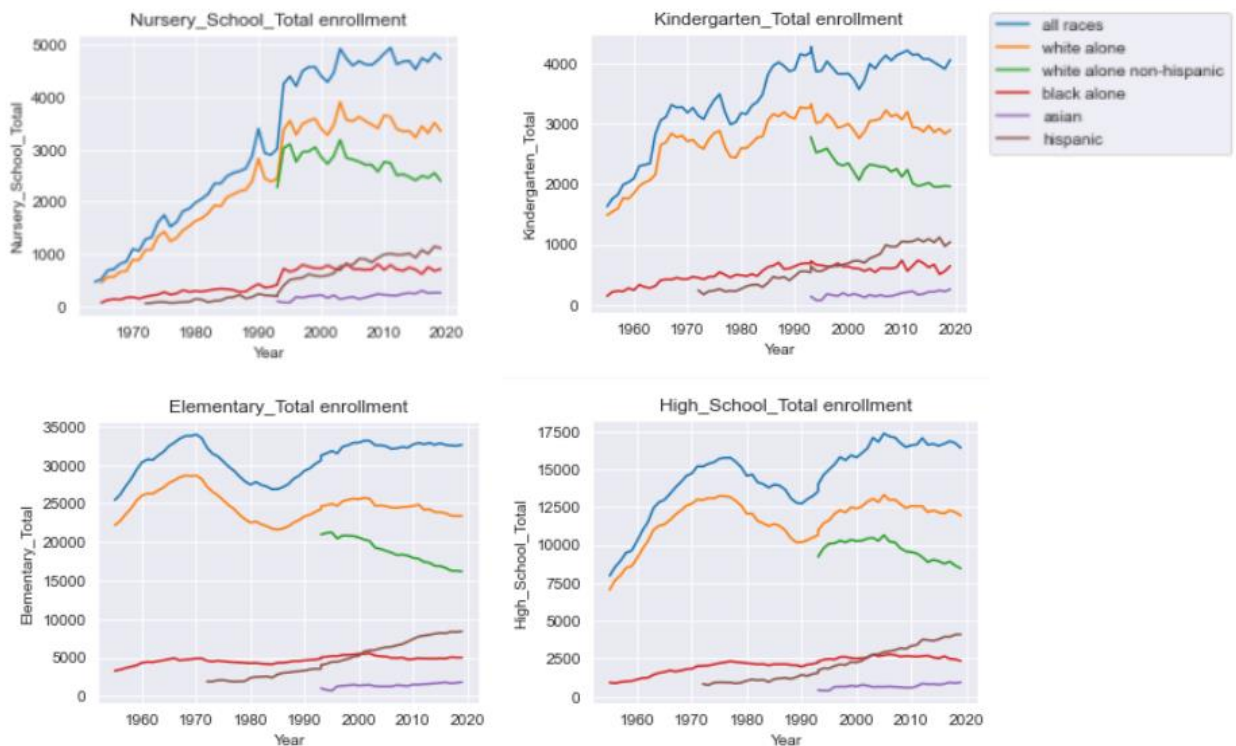 Nursery_School_Total enrollment
5000
4000
3000
2000
1000
0
Nursery_School_Total
1970 1980 1990 2000 2010 2020
Year
Kindergarten_Total enrollment
4000
3000
2000
1000
0
Kindergarten_Total
1960 1970 1980 1990 2000 2010 2020
Year
all races
white alone
white alone non-hispanic
black alone
asian
hispanic
Elementary_Total enrollment
35000
30000
25000
20000
15000
10000
5000
0
Elementary_Total
1960 1970 1980 1990 2000 2010 2020
Year
High_School_Total enrollment
17500
15000
12500
10000
7500
5000
2500
0
High_School_Total
1960 1970 1980 1990 2000 2010 2020
Year